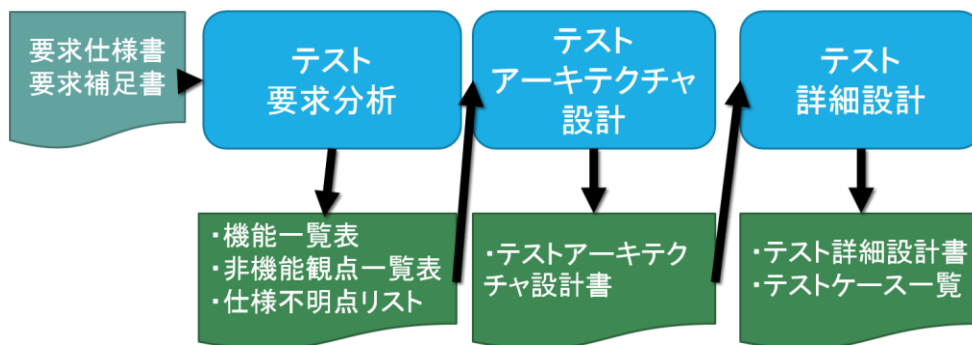 要求仕様書
要求補足書
テスト
要求分析
テスト
アーキテクチャ
設計
テスト
詳細設計
・機能一覧表
・非機能観点一覧表
・仕様不明点リスト
・テストアーキテク
チャ設計書
・テスト詳細設計書
・テストケース一覧